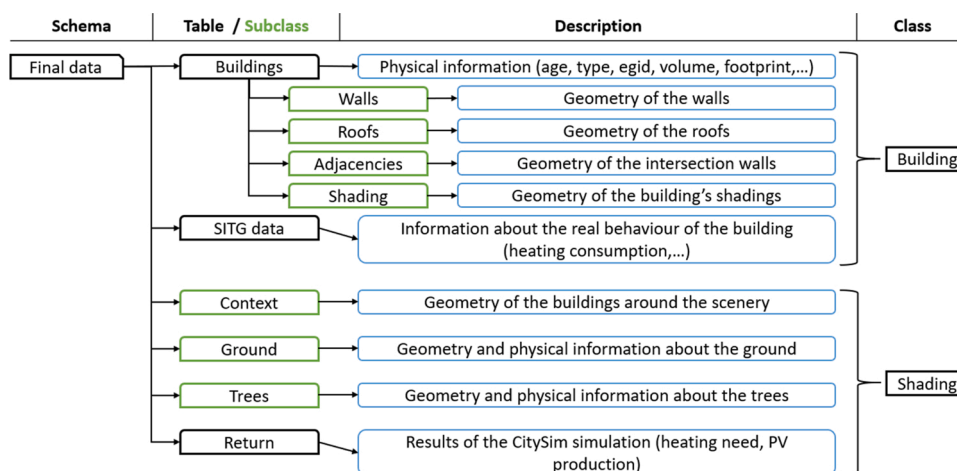 Schema
Table / Subclass
Description
Class
Final data
Buildings
Physical information (age, type, egid, volume, footprint,...)
Walls
Geometry of the walls
Roofs
Geometry of the roofs
Adjacencies
Geometry of the intersection walls
Building
Shading
Geometry of the building's shadings
SITG data
Information about the real behaviour of the building
(heating consumption,...)
Context
Geometry of the buildings around the scenery
Ground
Geometry and physical information about the ground
Shading
Trees
Geometry and physical information about the trees
Return
Results of the CitySim simulation (heating need, PV
production)